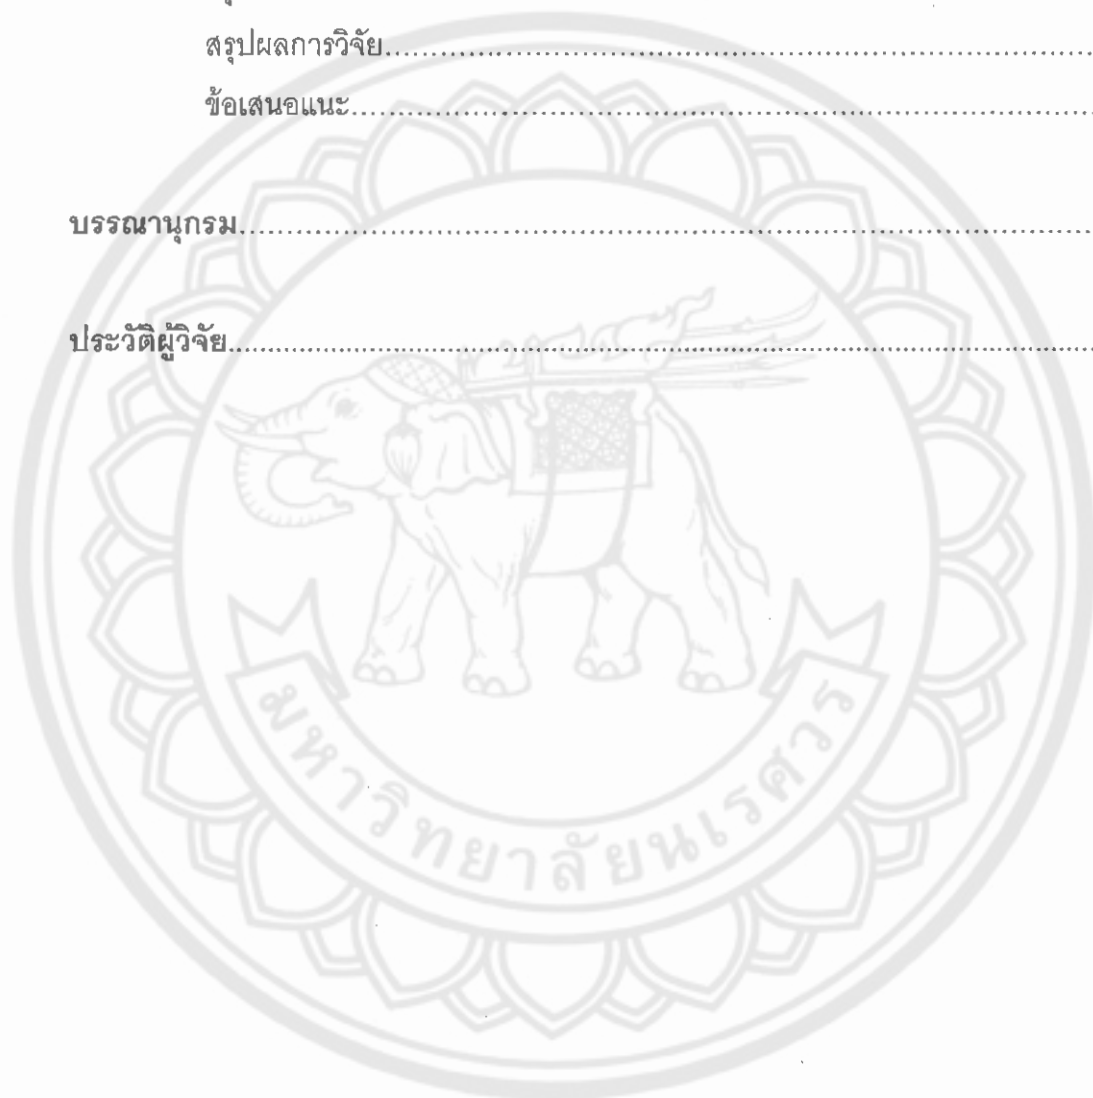 สรุปผลการวิจัย
ข้อเสนอแนะ
บรรณานุกรม
ประวัติผู้วิจัย
มหาวิทยาลัยนเรศวร